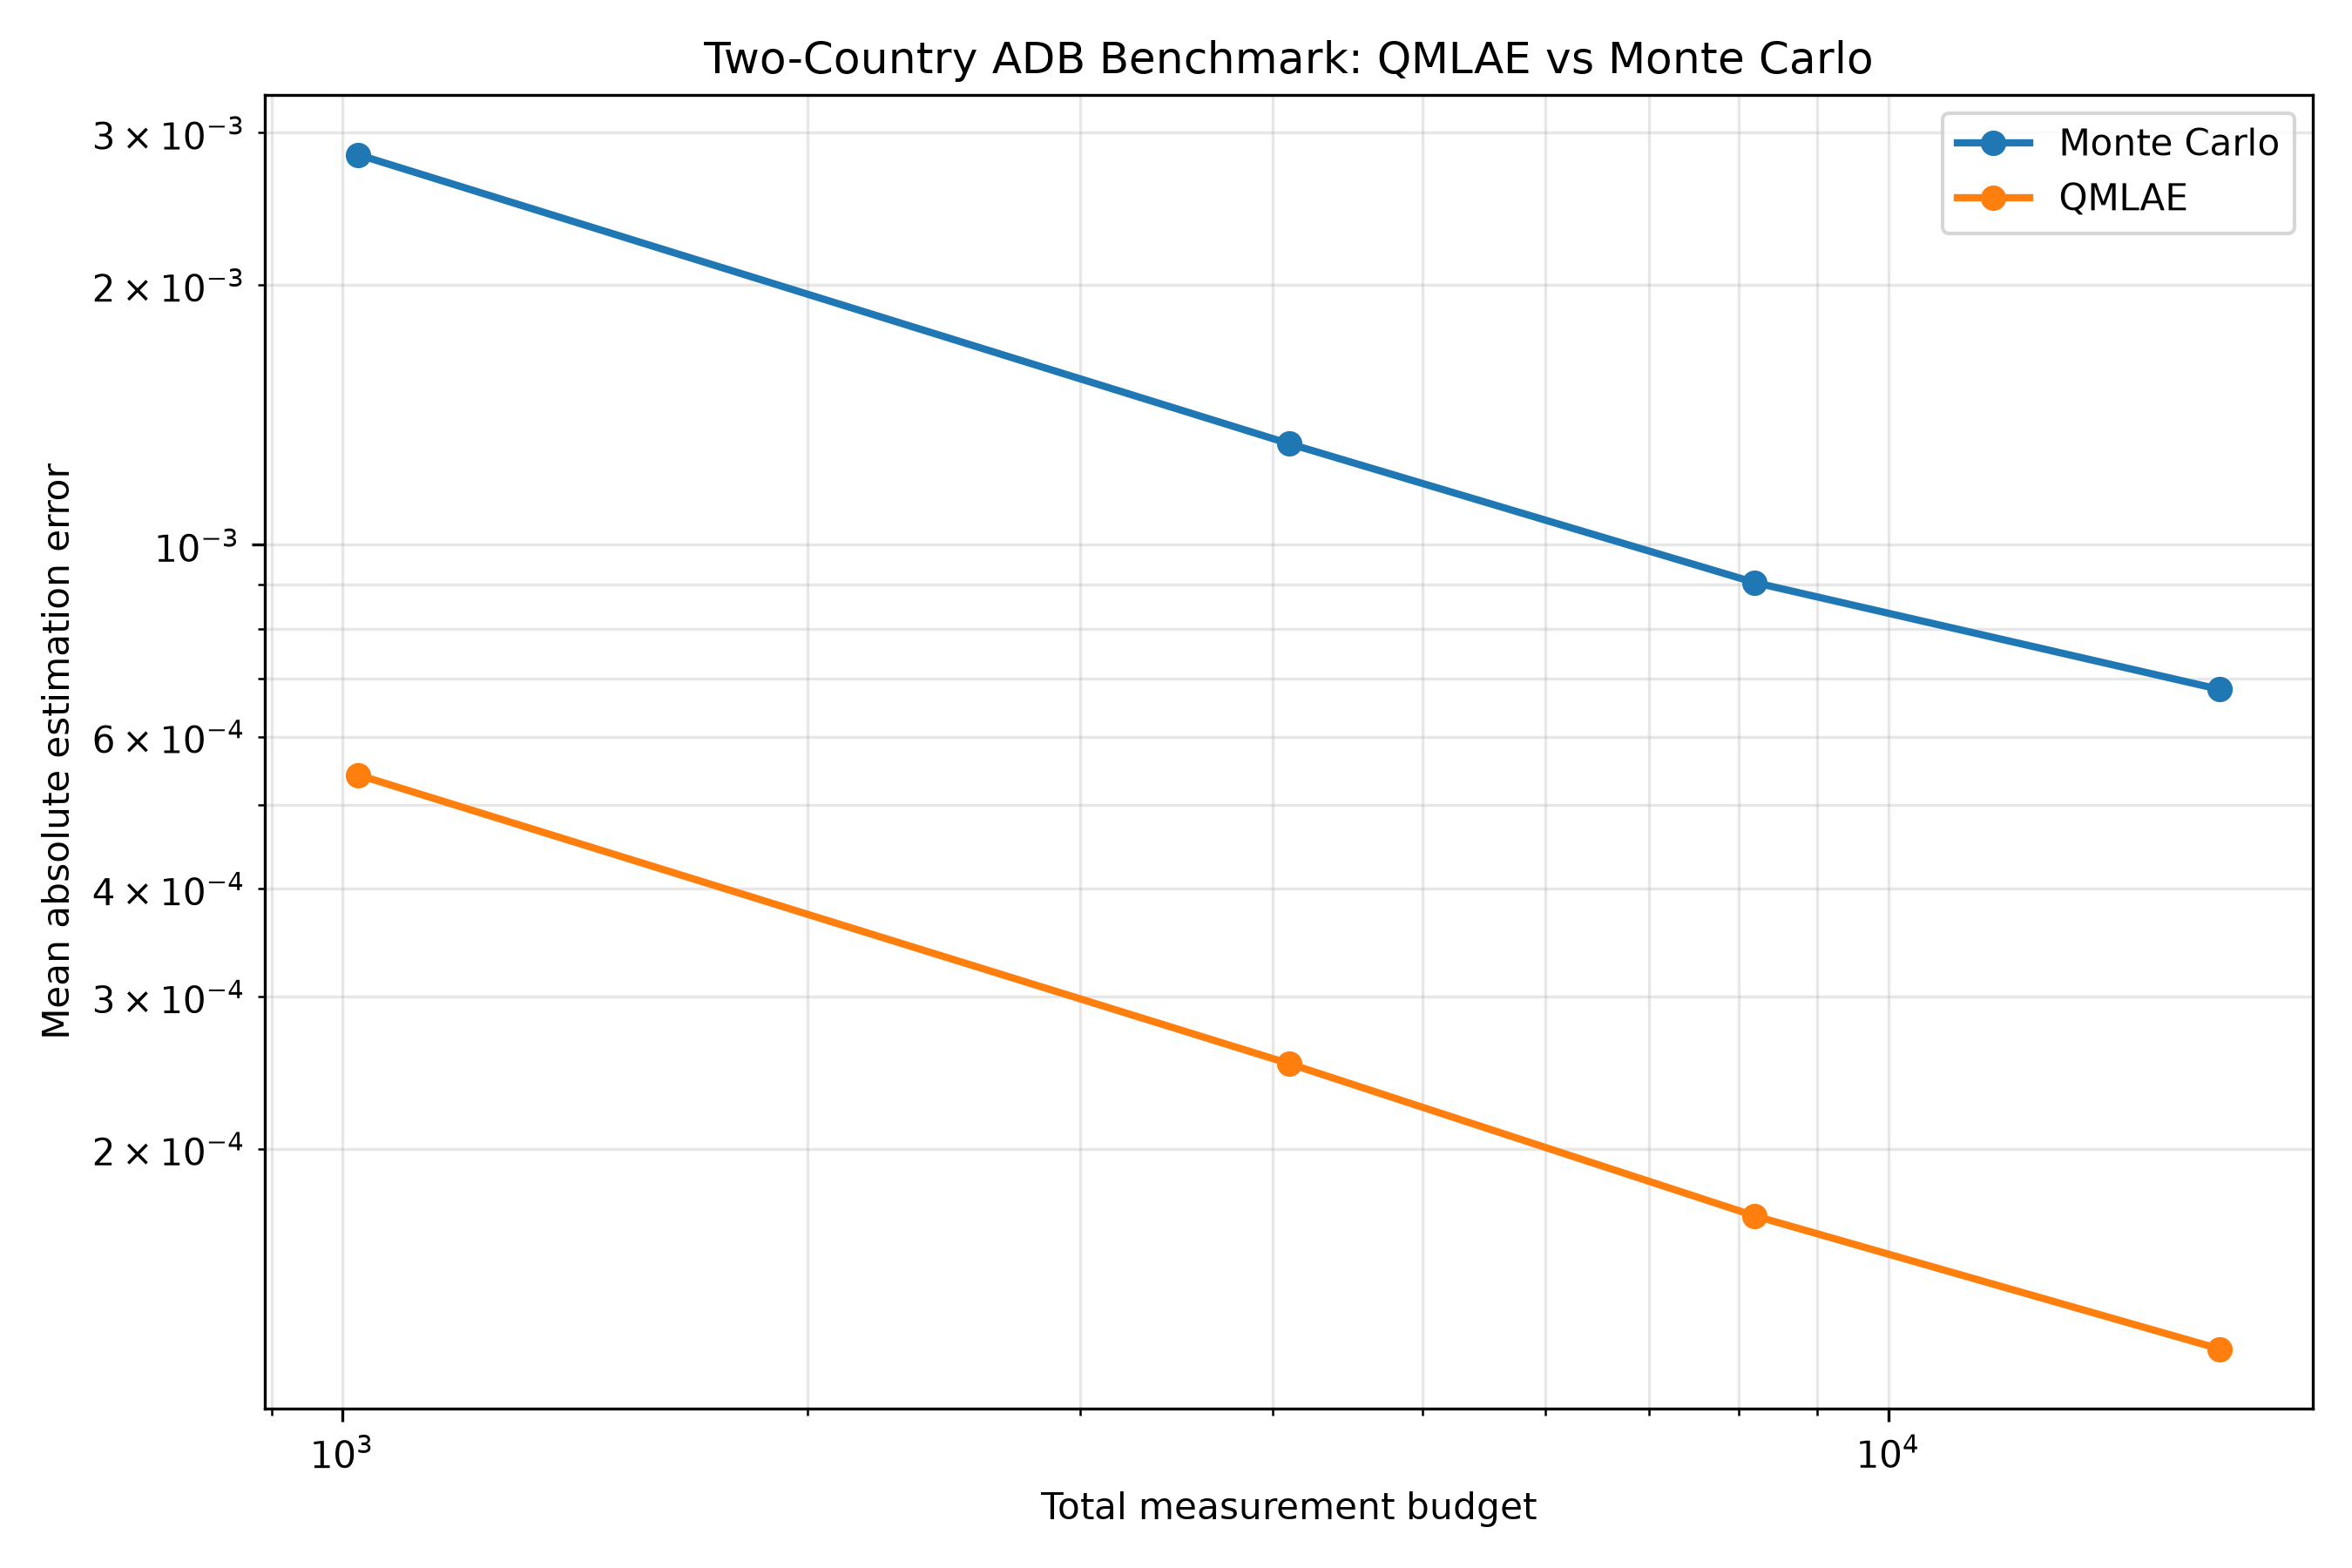 Two-Country ADB Benchmark: QMLAE vs Monte Carlo
Monte Carlo
QMLAE
Mean absolute estimation error
3 × 10⁻³
2 × 10⁻³
10⁻³
6 × 10⁻⁴
4 × 10⁻⁴
3 × 10⁻⁴
2 × 10⁻⁴
10³ 10⁴
Total measurement budget